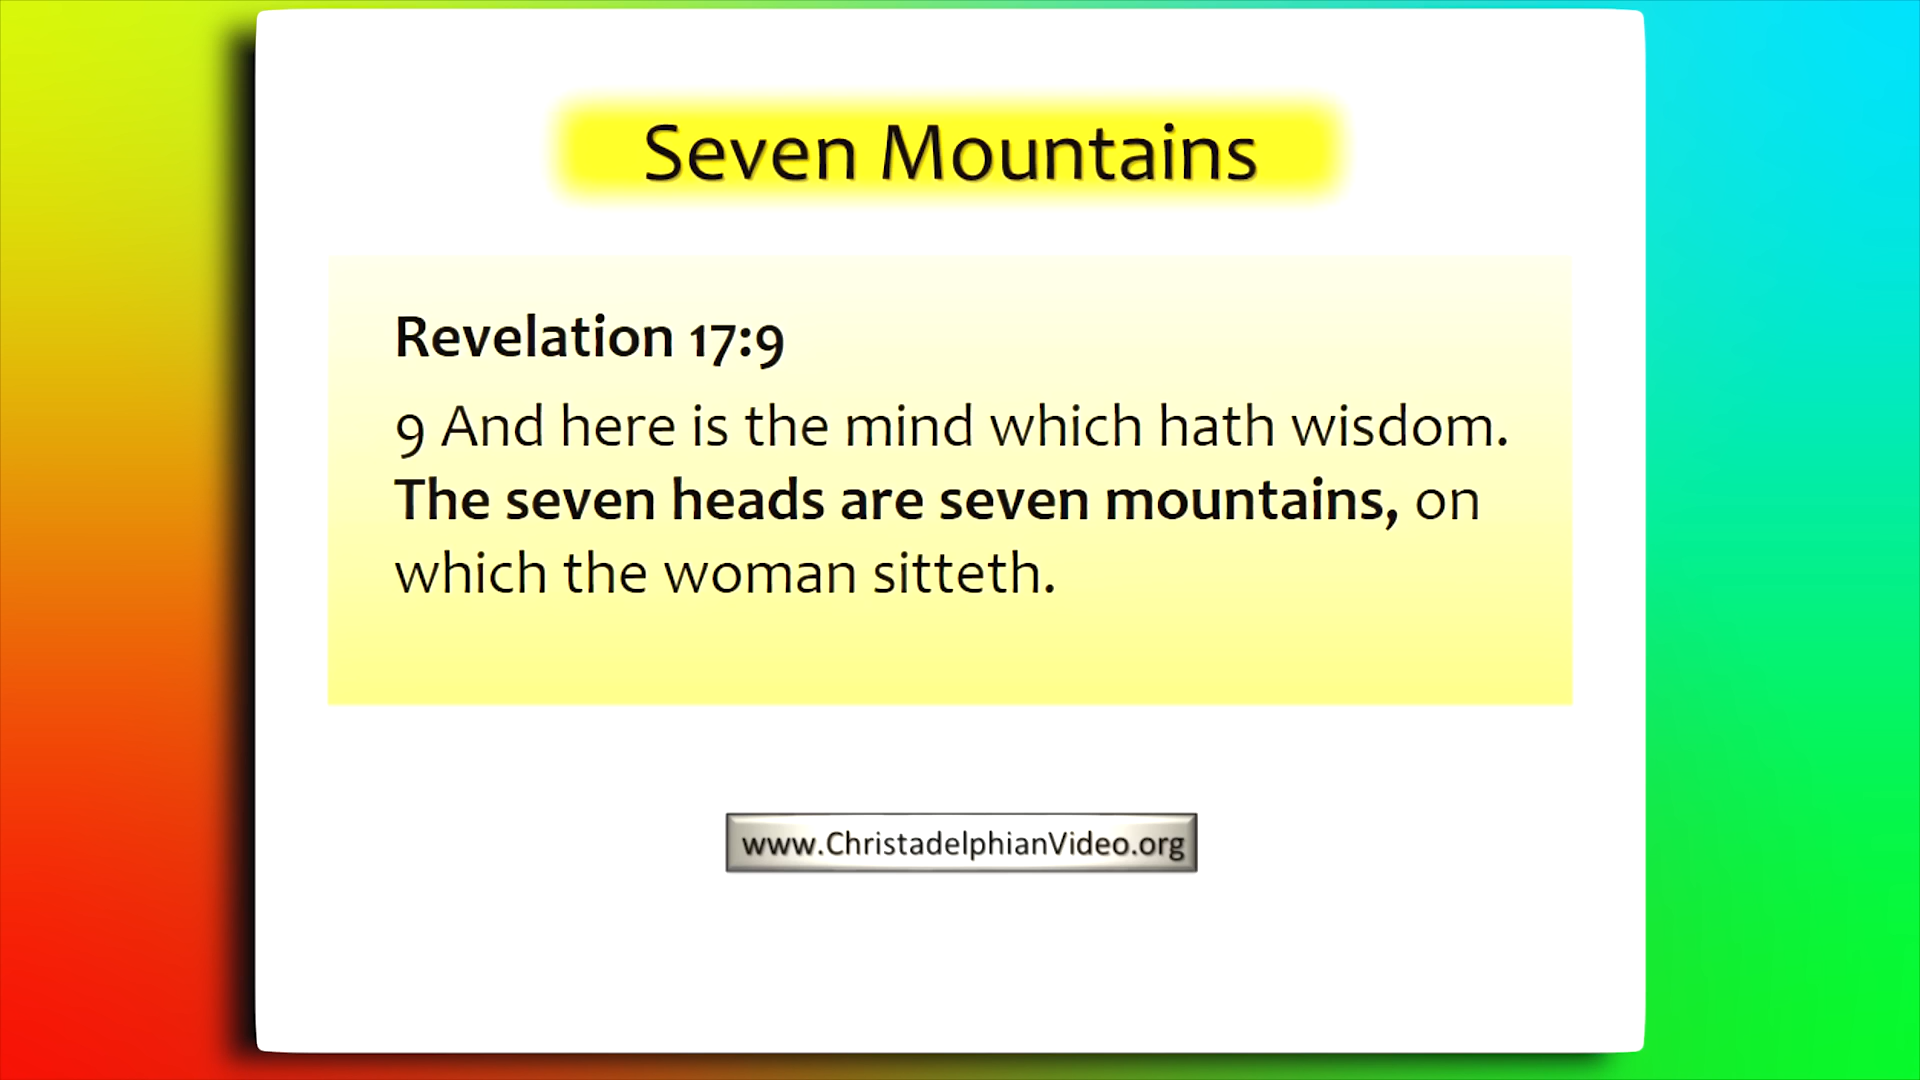 Seven Mountains
Revelation 17:9
9 And here is the mind which hath wisdom.
The seven heads are seven mountains, on
which the woman sitteth.
www.ChristadelphianVideo.org